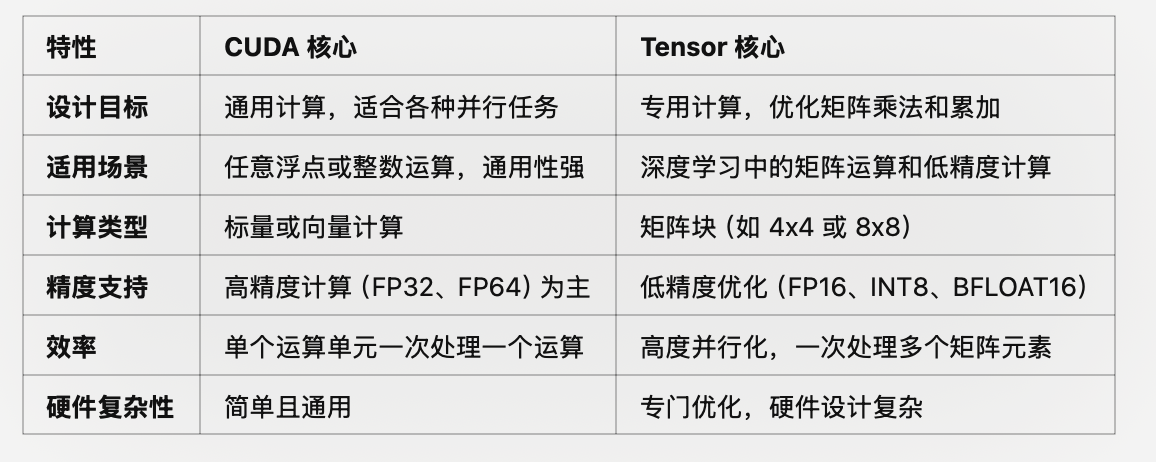 特性 CUDA 核心 Tensor 核心
设计目标 通用计算，适合各种并行任务 专用计算，优化矩阵乘法和累加
适用场景 任意浮点或整数运算，通用性强 深度学习中的矩阵运算和低精度计算
计算类型 标量或向量计算 矩阵块（如 4x4 或 8x8）
精度支持 高精度计算（FP32、FP64）为主 低精度优化（FP16、INT8、BFLOAT16）
效率 单个运算单元一次处理一个运算 高度并行化，一次处理多个矩阵元素
硬件复杂性 简单且通用 专门优化，硬件设计复杂